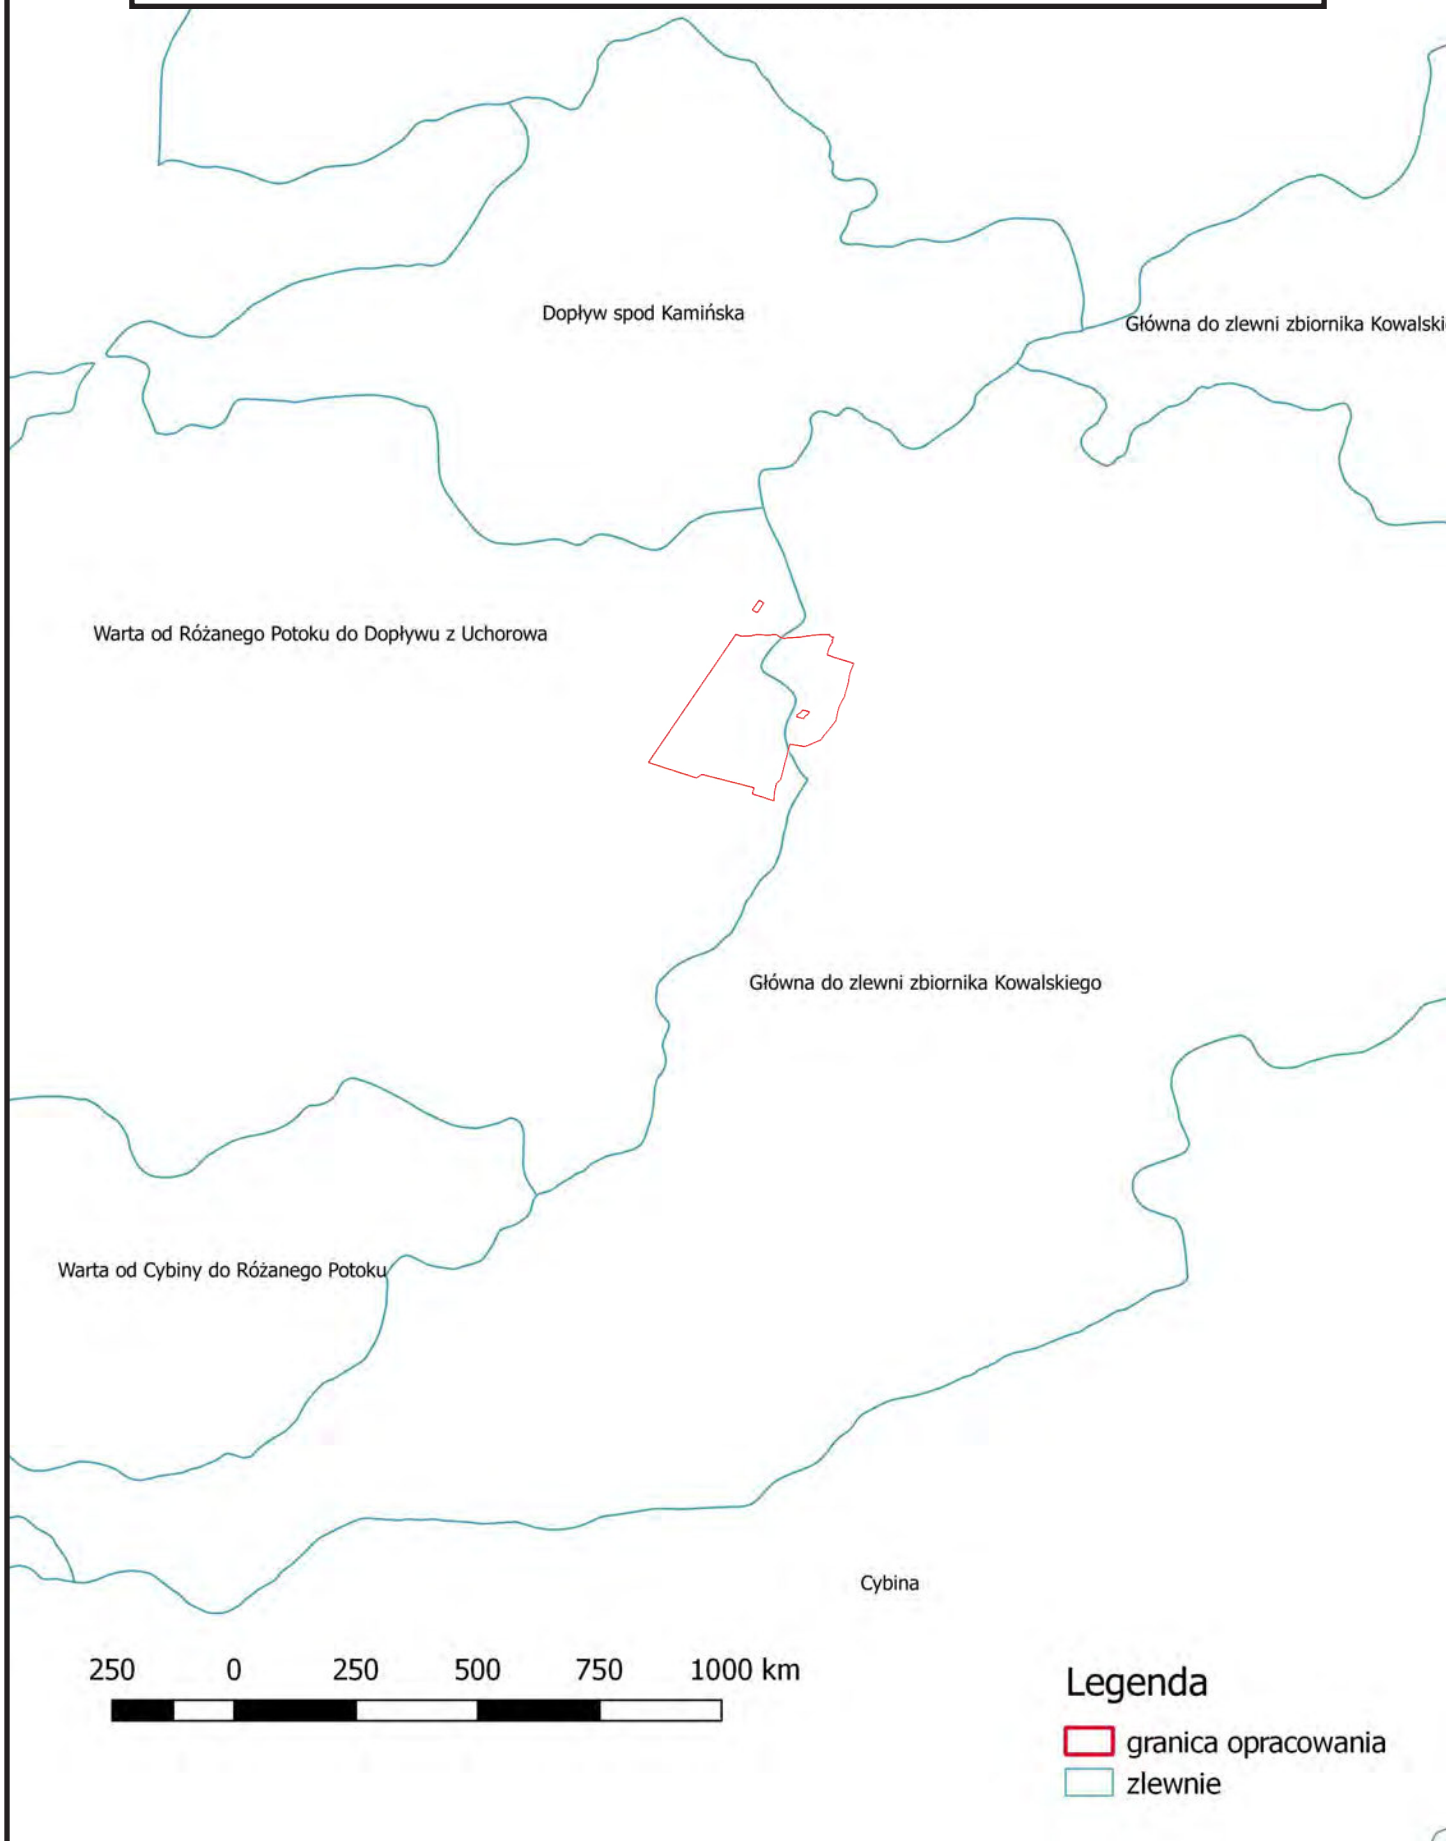 Dopływ spod Kamińska
Główna do zlewni zbiornika Kowalski
Warta od Różanego Potoku do Dopływu z Uchorowa
Główna do zlewni zbiornika Kowalskiego
Warta od Cybiny do Różanego Potoku
Cybina
250 0 250 500 750 1000 km
Legenda
granica opracowania
zlewnie